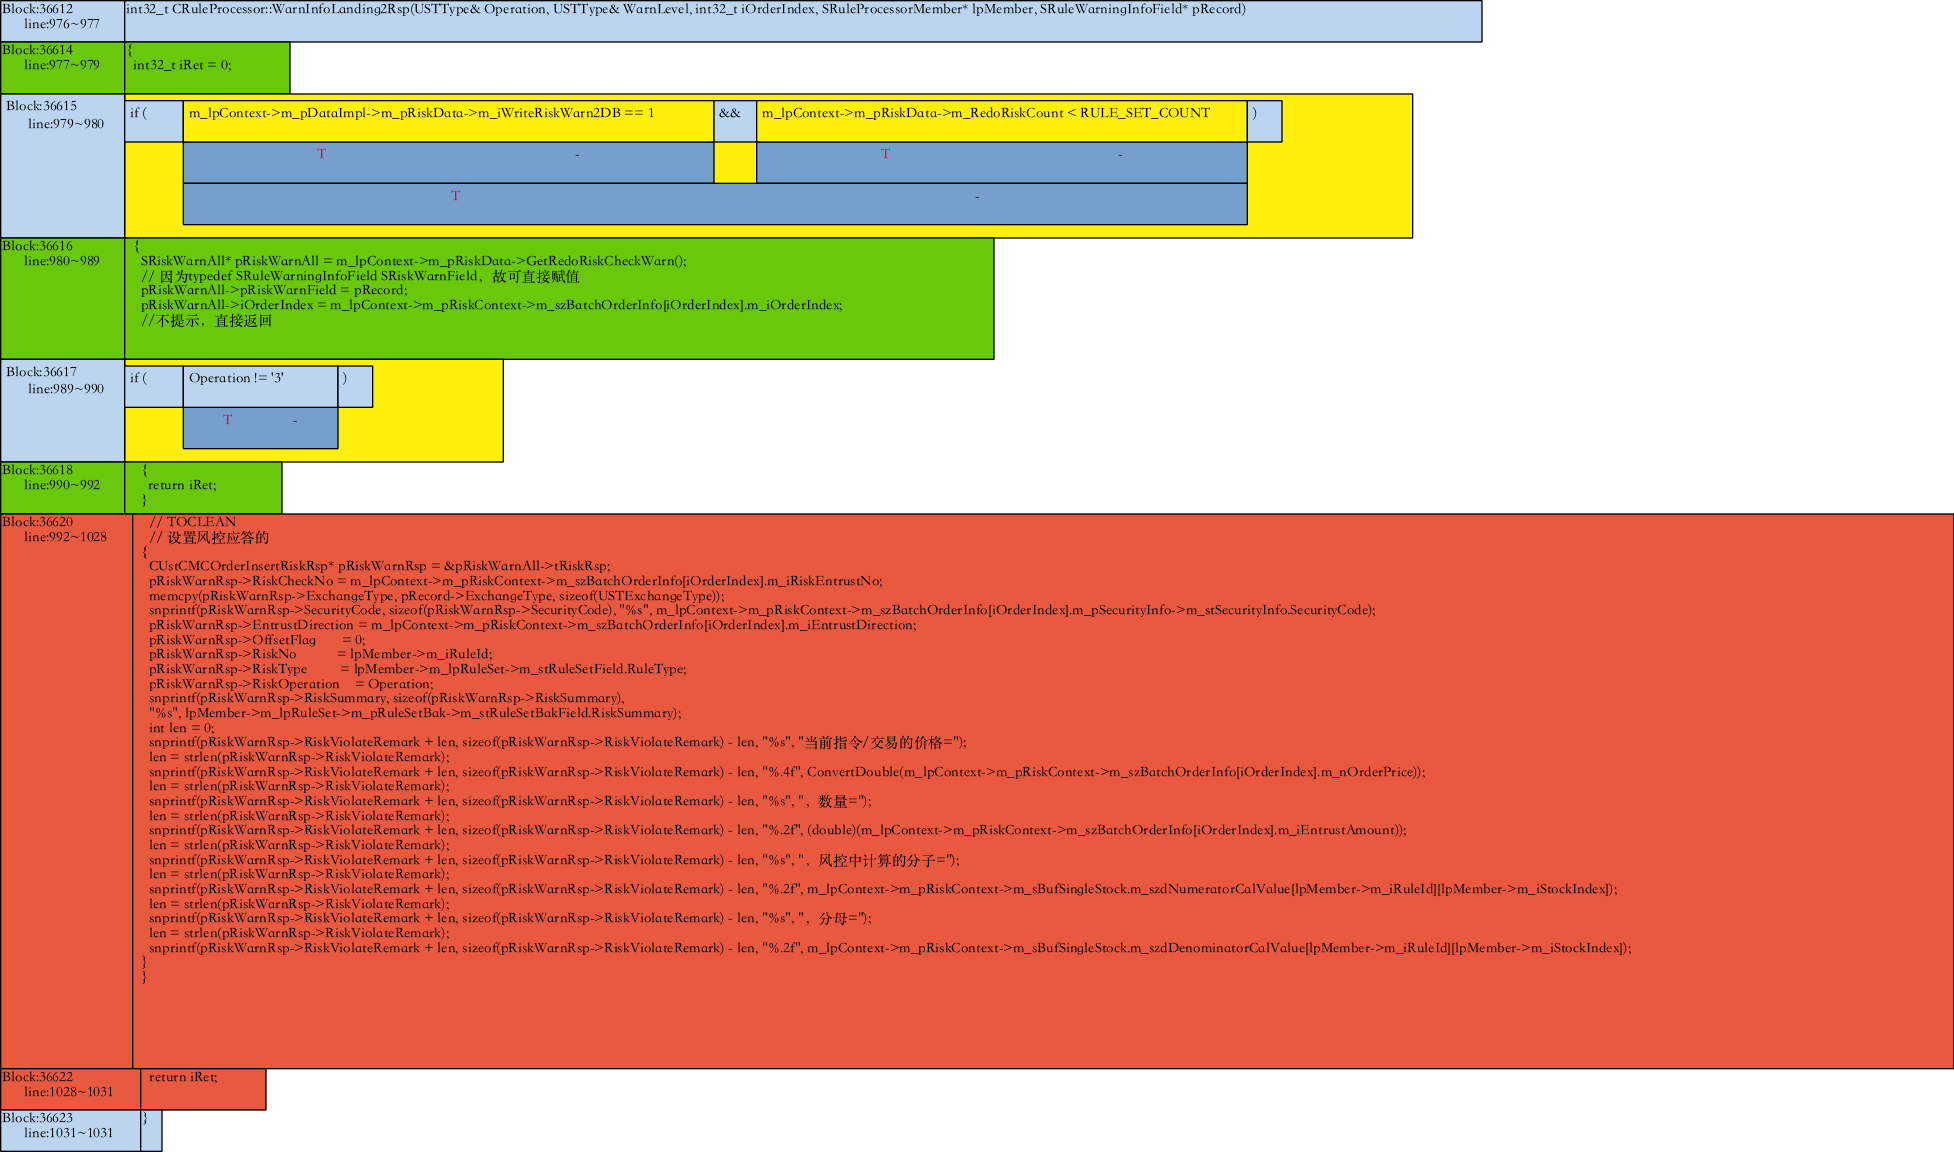 Block:36612
line:976~977
int32_t CRuleProcessor::WarnInfoLanding2Rsp(USTType& Operation, USTType& WarnLevel, int32_t iOrderIndex, SRuleProcessorMember* lpMember, SRuleWarningInfoField* pRecord)
Block:36614
line:977~979
{
int32_t iRet = 0;
Block:36615
line:979~980
if ( m_lpContext->m_pDataImpl->m_pRiskData->m_iWriteRiskWarn2DB == 1 && m_lpContext->m_pRiskData->m_RedoRiskCount < RULE_SET_COUNT )
T - T -
T -
Block:36616
line:980~989
{
SRiskWarnAll* pRiskWarnAll = m_lpContext->m_pRiskData->GetRedoRiskCheckWarn();
// 因为typedef SRuleWarningInfoField SRiskWarnField，故可直接赋值
pRiskWarnAll->pRiskWarnField = pRecord;
pRiskWarnAll->iOrderIndex = m_lpContext->m_pRiskContext->m_szBatchOrderInfo[iOrderIndex].m_iOrderIndex;
//不提示，直接返回
Block:36617
line:989~990
if ( Operation != '3' )
T -
Block:36618
line:990~992
{
return iRet;
}
Block:36620
line:992~1028
// TOCLEAN
// 设置风控应答的
{
CUstCMCOrderInsertRiskRsp* pRiskWarnRsp = &pRiskWarnAll->tRiskRsp;
pRiskWarnRsp->RiskCheckNo = m_lpContext->m_pRiskContext->m_szBatchOrderInfo[iOrderIndex].m_iRiskEntrustNo;
memcpy(pRiskWarnRsp->ExchangeType, pRecord->ExchangeType, sizeof(USTExchangeType));
snprintf(pRiskWarnRsp->SecurityCode, sizeof(pRiskWarnRsp->SecurityCode), "%s", m_lpContext->m_pRiskContext->m_szBatchOrderInfo[iOrderIndex].m_pSecurityInfo->m_stSecurityInfo.SecurityCode);
pRiskWarnRsp->EntrustDirection = m_lpContext->m_pRiskContext->m_szBatchOrderInfo[iOrderIndex].m_iEntrustDirection;
pRiskWarnRsp->OffsetFlag = 0;
pRiskWarnRsp->RiskNo = lpMember->m_iRuleId;
pRiskWarnRsp->RiskType = lpMember->m_lpRuleSet->m_stRuleSetField.RuleType;
pRiskWarnRsp->RiskOperation = Operation;
snprintf(pRiskWarnRsp->RiskSummary, sizeof(pRiskWarnRsp->RiskSummary),
"%s", lpMember->m_lpRuleSet->m_pRuleSetBak->m_stRuleSetBakField.RiskSummary);
int len = 0;
snprintf(pRiskWarnRsp->RiskViolateRemark + len, sizeof(pRiskWarnRsp->RiskViolateRemark) - len, "%s", "当前指令/交易的价格=");
len = strlen(pRiskWarnRsp->RiskViolateRemark);
snprintf(pRiskWarnRsp->RiskViolateRemark + len, sizeof(pRiskWarnRsp->RiskViolateRemark) - len, "%.4f", ConvertDouble(m_lpContext->m_pRiskContext->m_szBatchOrderInfo[iOrderIndex].m_nOrderPrice));
len = strlen(pRiskWarnRsp->RiskViolateRemark);
snprintf(pRiskWarnRsp->RiskViolateRemark + len, sizeof(pRiskWarnRsp->RiskViolateRemark) - len, "%s", "，数量=");
len = strlen(pRiskWarnRsp->RiskViolateRemark);
snprintf(pRiskWarnRsp->RiskViolateRemark + len, sizeof(pRiskWarnRsp->RiskViolateRemark) - len, "%.2f", (double)(m_lpContext->m_pRiskContext->m_szBatchOrderInfo[iOrderIndex].m_iEntrustAmount));
len = strlen(pRiskWarnRsp->RiskViolateRemark);
snprintf(pRiskWarnRsp->RiskViolateRemark + len, sizeof(pRiskWarnRsp->RiskViolateRemark) - len, "%s", "，风控中计算的分子=");
len = strlen(pRiskWarnRsp->RiskViolateRemark);
snprintf(pRiskWarnRsp->RiskViolateRemark + len, sizeof(pRiskWarnRsp->RiskViolateRemark) - len, "%.2f", m_lpContext->m_pRiskContext->m_sBufSingleStock.m_szdNumeratorCalValue[lpMember->m_iRuleId][lpMember->m_iStockIndex]);
len = strlen(pRiskWarnRsp->RiskViolateRemark);
snprintf(pRiskWarnRsp->RiskViolateRemark + len, sizeof(pRiskWarnRsp->RiskViolateRemark) - len, "%s", "，分母=");
len = strlen(pRiskWarnRsp->RiskViolateRemark);
snprintf(pRiskWarnRsp->RiskViolateRemark + len, sizeof(pRiskWarnRsp->RiskViolateRemark) - len, "%.2f", m_lpContext->m_pRiskContext->m_sBufSingleStock.m_szdDenominatorCalValue[lpMember->m_iRuleId][lpMember->m_iStockIndex]);
}
}
Block:36622
line:1028~1031
return iRet;
Block:36623
line:1031~1031
}